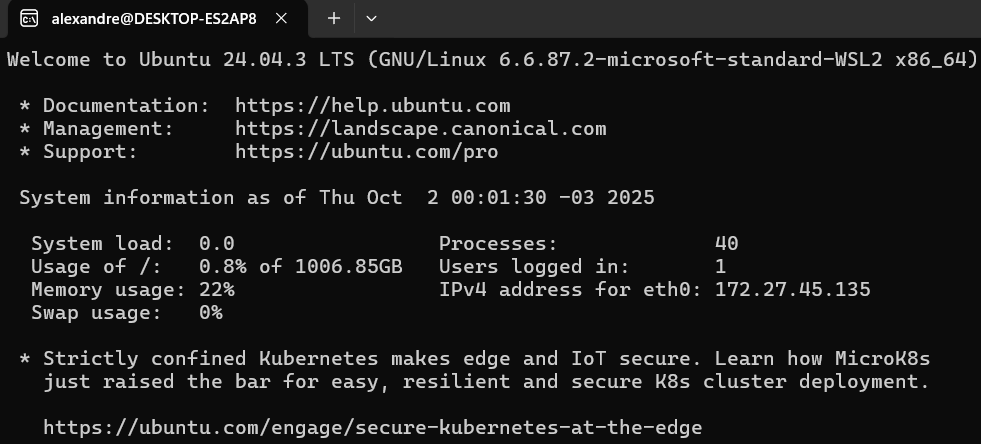 alexandre@DESKTOP-ES2AP8
Welcome to Ubuntu 24.04.3 LTS (GNU/Linux 6.6.87.2-microsoft-standard-WSL2 x86_64)
* Documentation:  https://help.ubuntu.com
* Management:     https://landscape.canonical.com
* Support:        https://ubuntu.com/pro
System information as of Thu Oct  2 00:01:30 -03 2025
System load:  0.0                 Processes:             40
Usage of /:   0.8% of 1006.85GB   Users logged in:       1
Memory usage: 22%                 IPv4 address for eth0: 172.27.45.135
Swap usage:   0%
* Strictly confined Kubernetes makes edge and IoT secure. Learn how MicroK8s
just raised the bar for easy, resilient and secure K8s cluster deployment.
https://ubuntu.com/engage/secure-kubernetes-at-the-edge